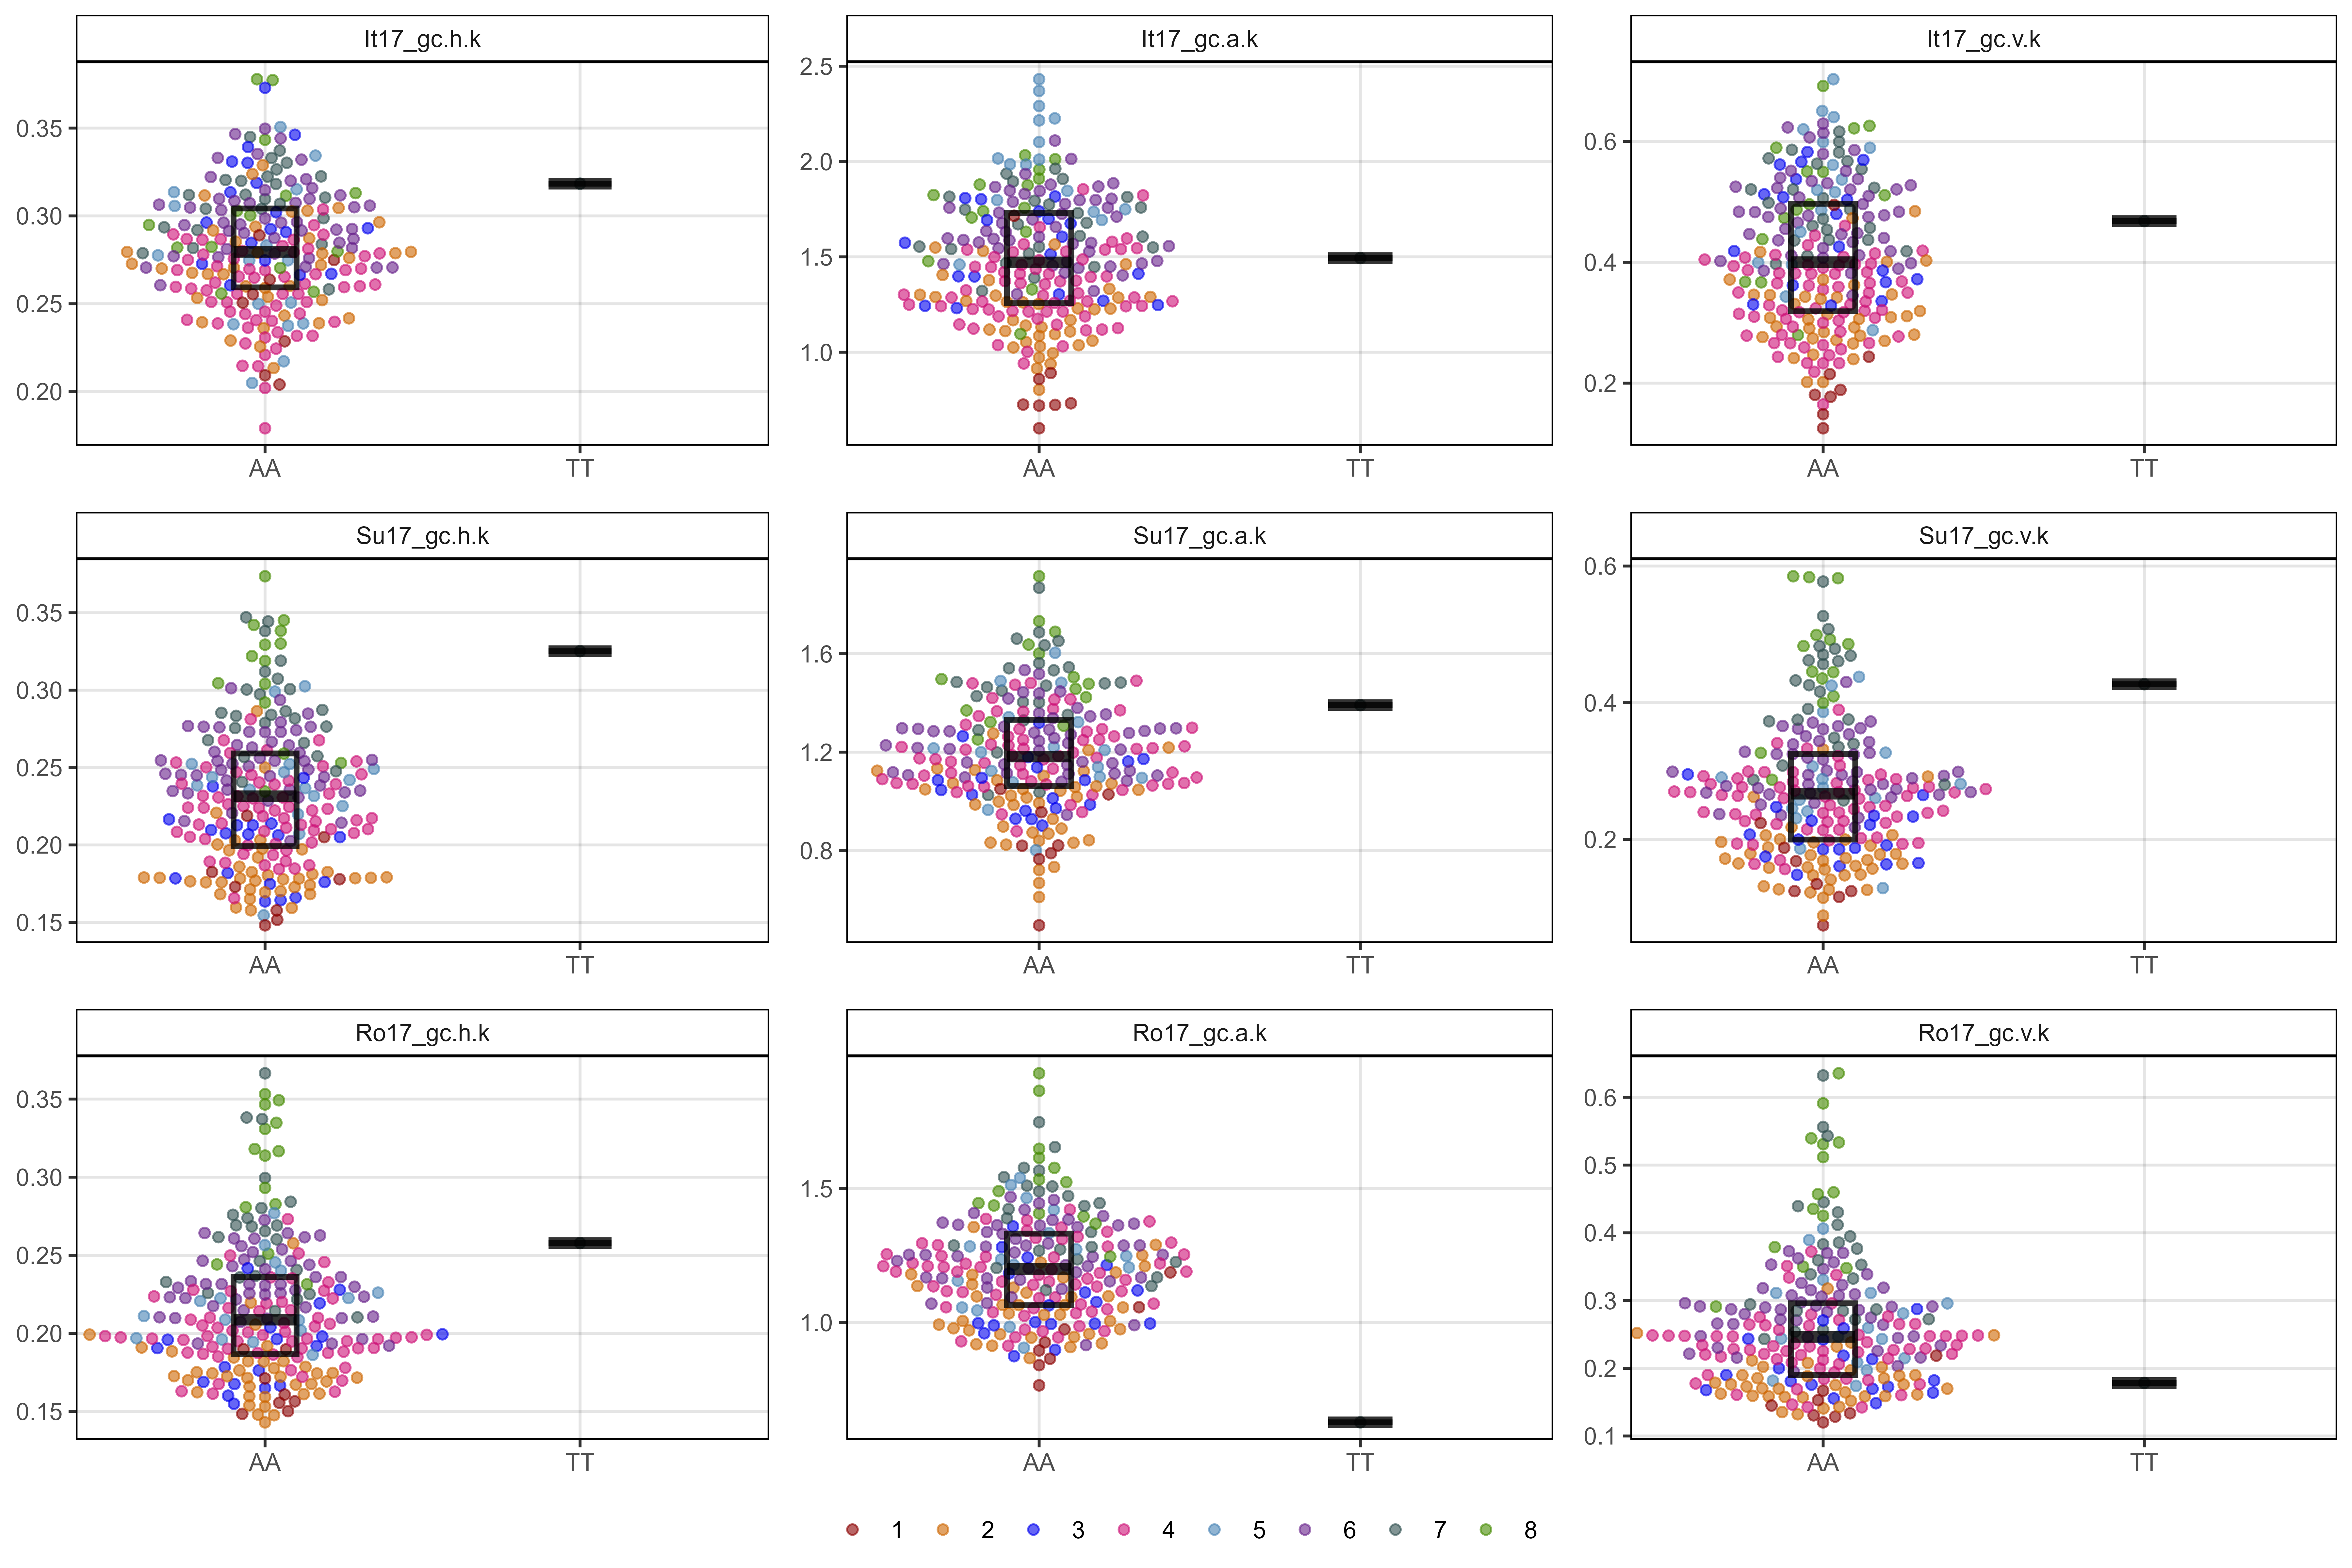 It17_gc.h.k It17_gc.a.k It17_gc.v.k
0.35
0.30
0.25
0.20
AA TT
2.5
2.0
1.5
1.0
AA TT
0.6
0.4
0.2
AA TT
Su17_gc.h.k Su17_gc.a.k Su17_gc.v.k
0.35
0.30
0.25
0.20
0.15
AA TT
1.6
1.2
0.8
AA TT
0.6
0.4
0.2
AA TT
Ro17_gc.h.k Ro17_gc.a.k Ro17_gc.v.k
0.35
0.30
0.25
0.20
0.15
AA TT
1.5
1.0
AA TT
0.6
0.5
0.4
0.3
0.2
0.1
AA TT
1 2 3 4 5 6 7 8